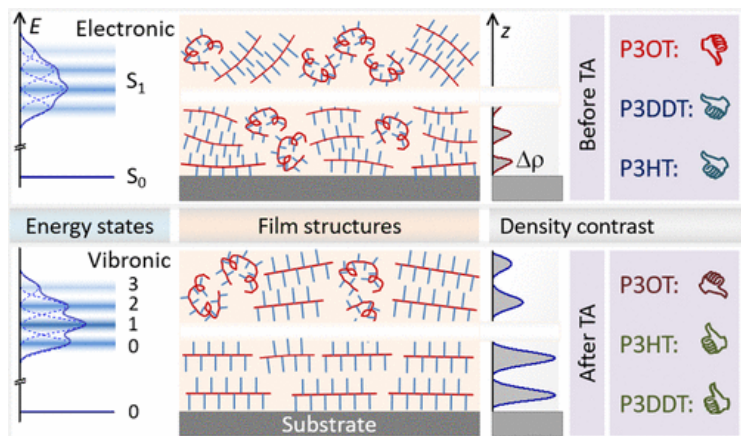 E
Electronic
S1
S0
z
Δρ
Before TA
P3OT:
P3DDT:
P3HT:
Energy states
Film structures
Density contrast
Vibronic
3
2
1
0
0
Substrate
After TA
P3OT:
P3HT:
P3DDT: